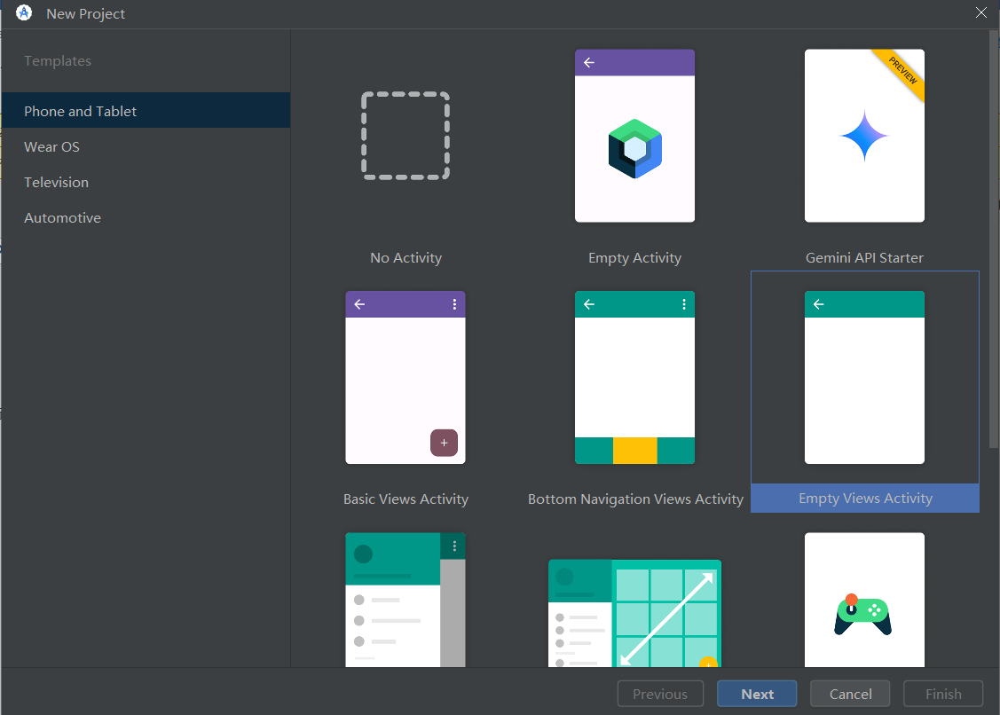 New Project
Templates
Phone and Tablet
Wear OS
Television
Automotive
PREVIEW
No Activity
Empty Activity
Gemini API Starter
Basic Views Activity
Bottom Navigation Views Activity
Empty Views Activity
Previous
Next
Cancel
Finish